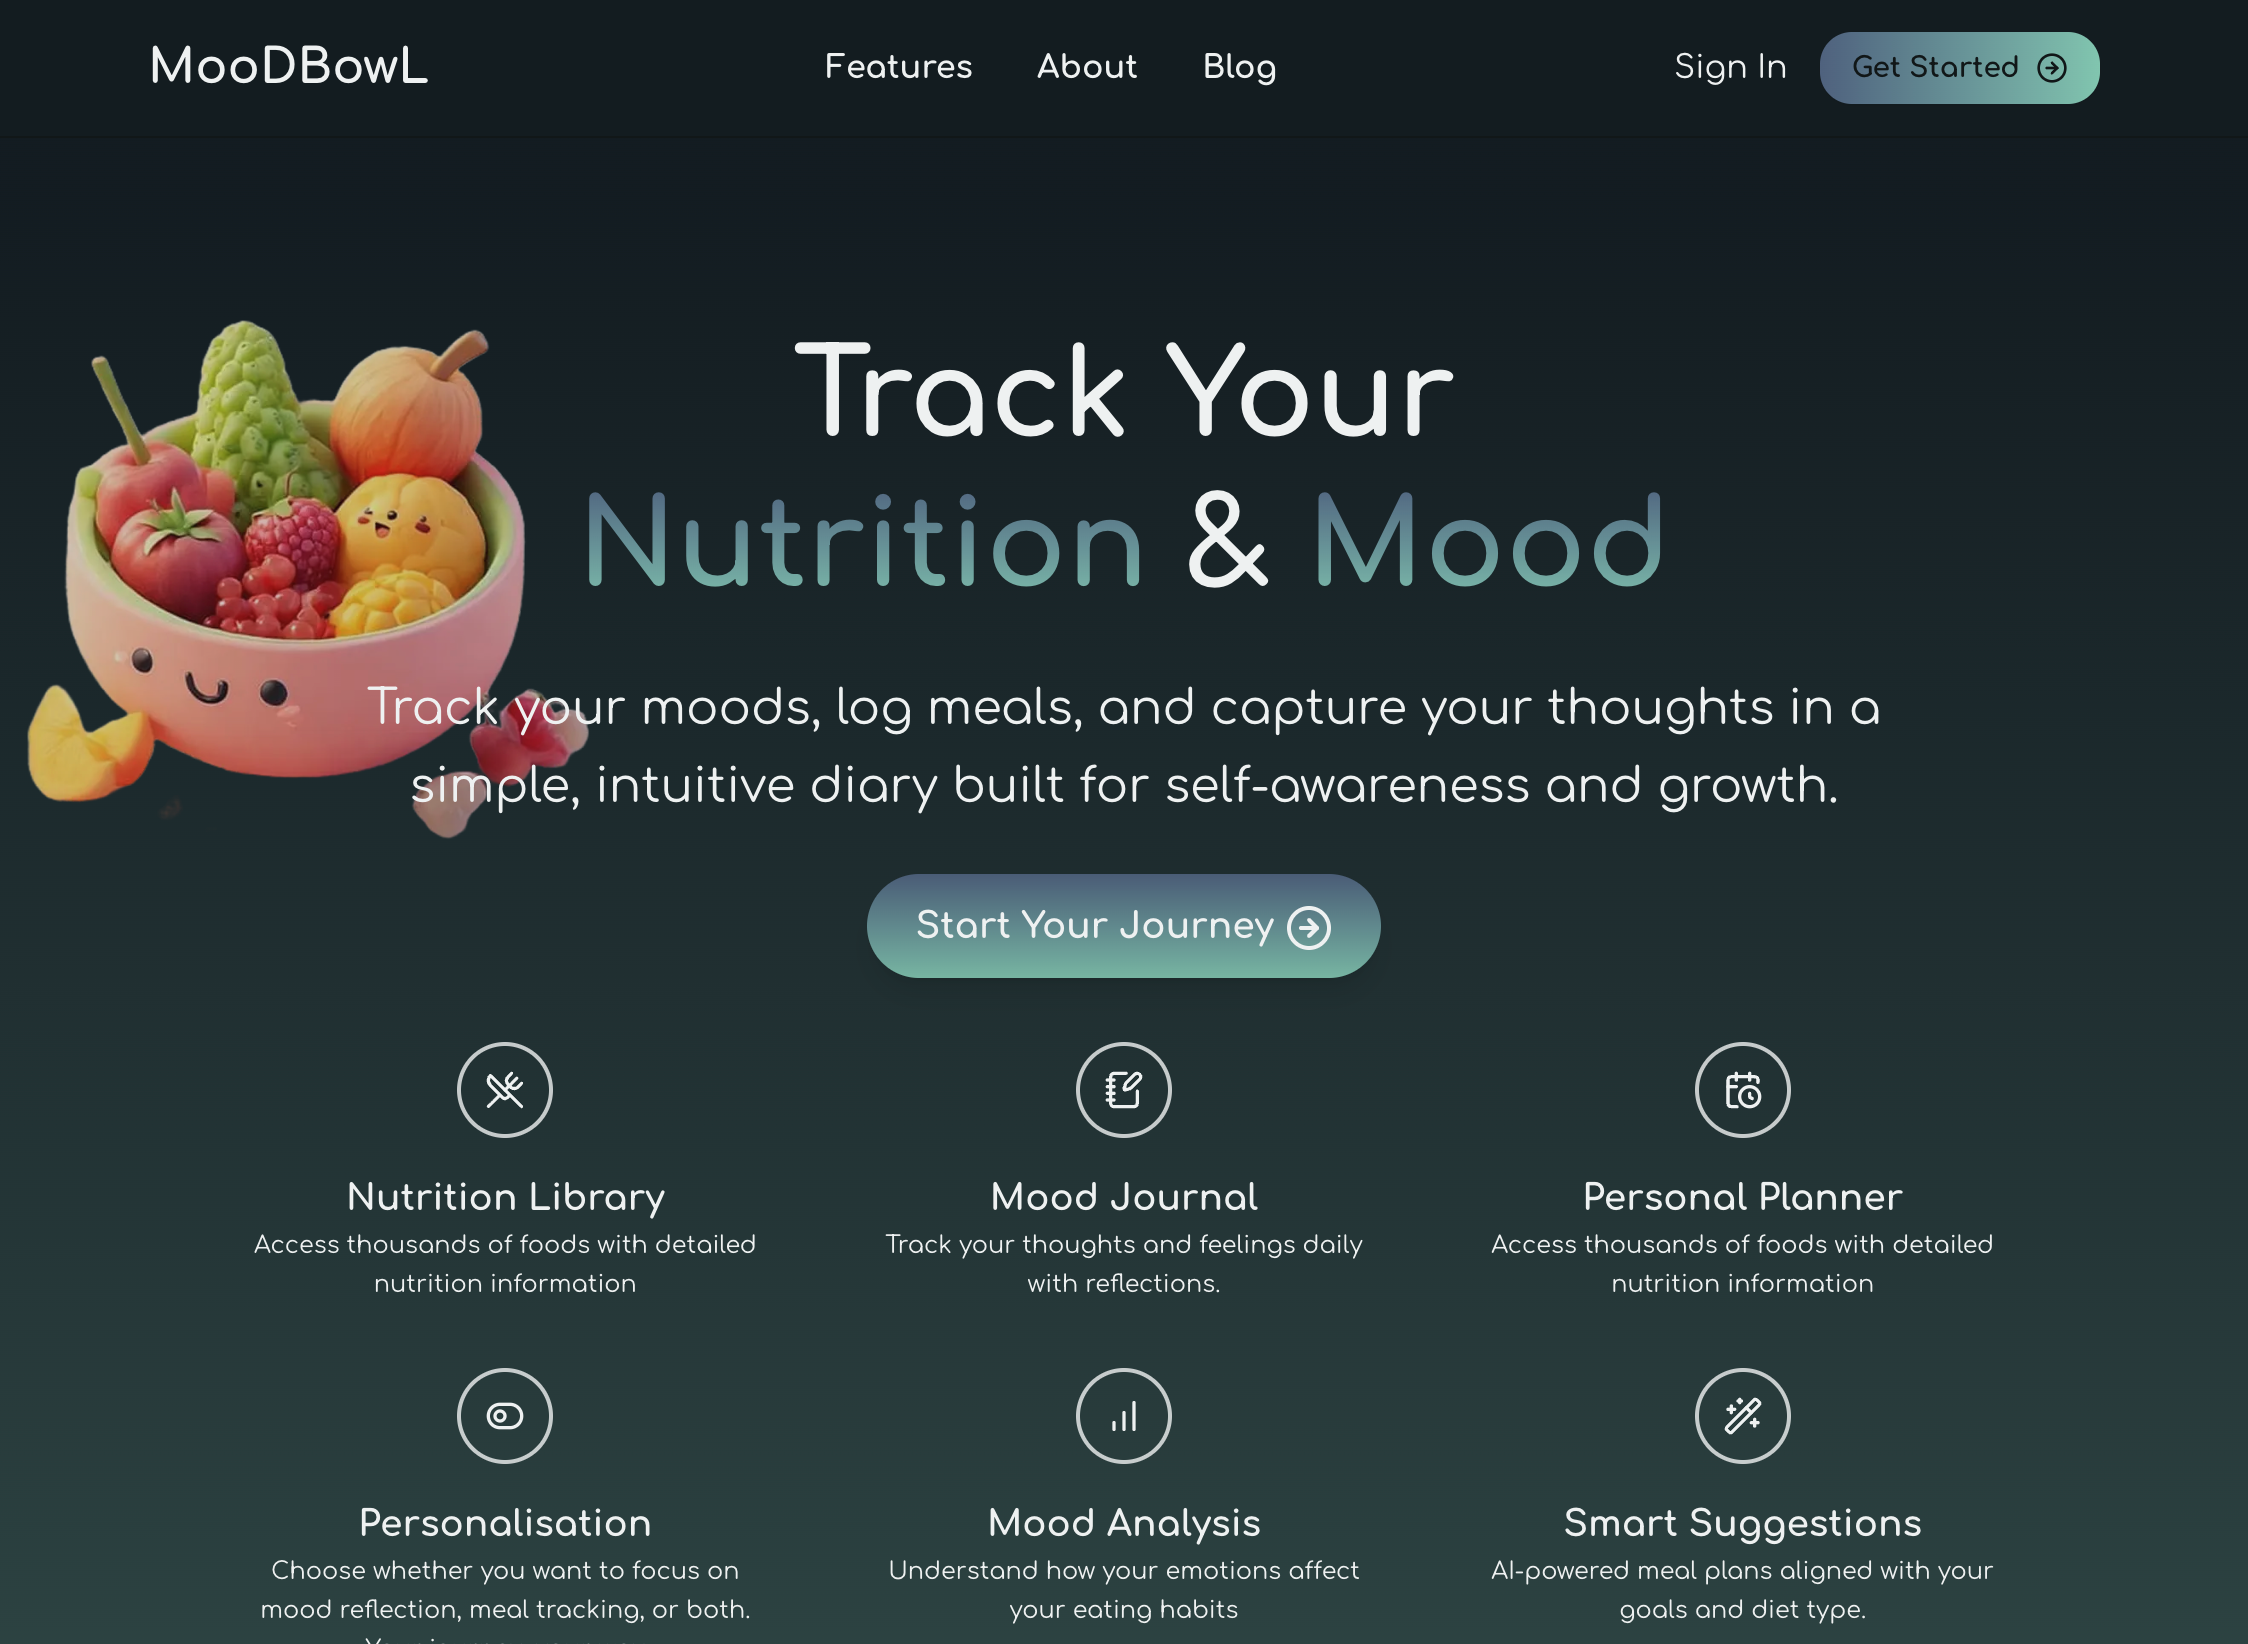 MooDBowL
Features
About
Blog
Sign In
Get Started
Track Your
Nutrition & Mood
Track your moods, log meals, and capture your thoughts in a
simple, intuitive diary built for self-awareness and growth.
Start Your Journey
Nutrition Library
Access thousands of foods with detailed
nutrition information
Mood Journal
Track your thoughts and feelings daily
with reflections.
Personal Planner
Access thousands of foods with detailed
nutrition information
Personalisation
Choose whether you want to focus on
mood reflection, meal tracking, or both.
Mood Analysis
Understand how your emotions affect
your eating habits
Smart Suggestions
AI-powered meal plans aligned with your
goals and diet type.